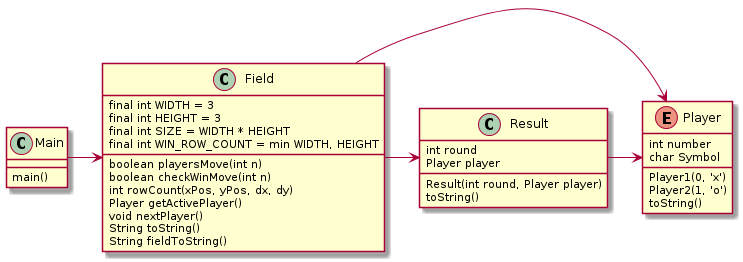 C Main
main()
C Field
final int WIDTH = 3
final int HEIGHT = 3
final int SIZE = WIDTH * HEIGHT
final int WIN_ROW_COUNT = min WIDTH, HEIGHT
boolean playersMove(int n)
boolean checkWinMove(int n)
int rowCount(xPos, yPos, dx, dy)
Player getActivePlayer()
void nextPlayer()
String toString()
String fieldToString()
C Result
int round
Player player
Result(int round, Player player)
toString()
E Player
int number
char Symbol
Player1(0, 'x')
Player2(1, 'o')
toString()